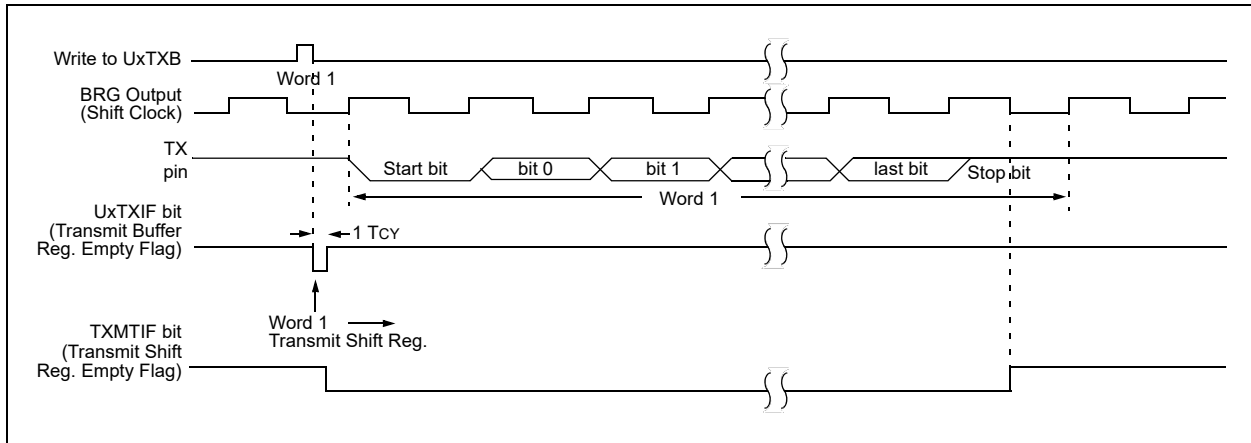 Write to UxTXB
Word 1
BRG Output
(Shift Clock)
TX
pin
Start bit
bit 0
bit 1
last bit
Stop bit
Word 1
UxTXIF bit
(Transmit Buffer
Reg. Empty Flag)
1 TCY
Word 1
Transmit Shift Reg.
TXMTIF bit
(Transmit Shift
Reg. Empty Flag)